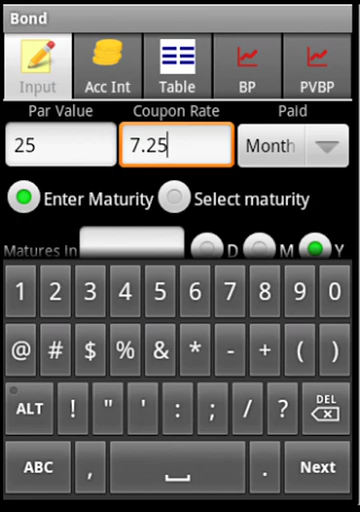 Bond
Input Acc Int Table BP PVBP
Par Value Coupon Rate Paid
25 7.25 Month
Enter Maturity Select maturity
Matures In D M Y
1 2 3 4 5 6 7 8 9 0
@ # $ % & * - + ( )
ALT ! " ' : ; / ? DEL
ABC , . Next